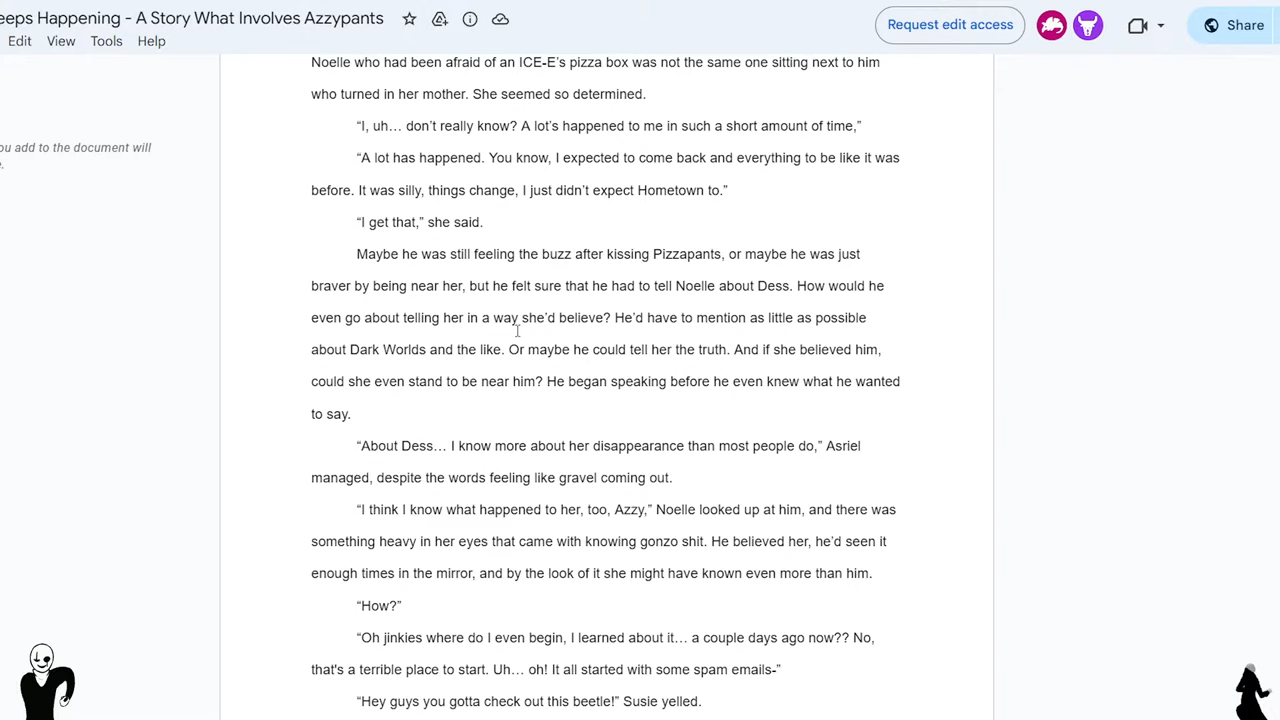 eeps Happening - A Story What Involves Azzypants
Request edit access
Share
Edit View Tools Help
Noelle who had been afraid of an ICE-E’s pizza box was not the same one sitting next to him
who turned in her mother. She seemed so determined.
“I, uh… don’t really know? A lot’s happened to me in such a short amount of time,”
“A lot has happened. You know, I expected to come back and everything to be like it was
before. It was silly, things change, I just didn’t expect Hometown to.”
“I get that,” she said.
Maybe he was still feeling the buzz after kissing Pizzapants, or maybe he was just
braver by being near her, but he felt sure that he had to tell Noelle about Dess. How would he
even go about telling her in a way she’d believe? He’d have to mention as little as possible
about Dark Worlds and the like. Or maybe he could tell her the truth. And if she believed him,
could she even stand to be near him? He began speaking before he even knew what he wanted
to say.
“About Dess… I know more about her disappearance than most people do,” Asriel
managed, despite the words feeling like gravel coming out.
“I think I know what happened to her, too, Azzy,” Noelle looked up at him, and there was
something heavy in her eyes that came with knowing gonzo shit. He believed her, he’d seen it
enough times in the mirror, and by the look of it she might have known even more than him.
“How?”
“Oh jinkies where do I even begin, I learned about it… a couple days ago now?? No,
that's a terrible place to start. Uh… oh! It all started with some spam emails-”
“Hey guys you gotta check out this beetle!” Susie yelled.
ou add to the document will
e.